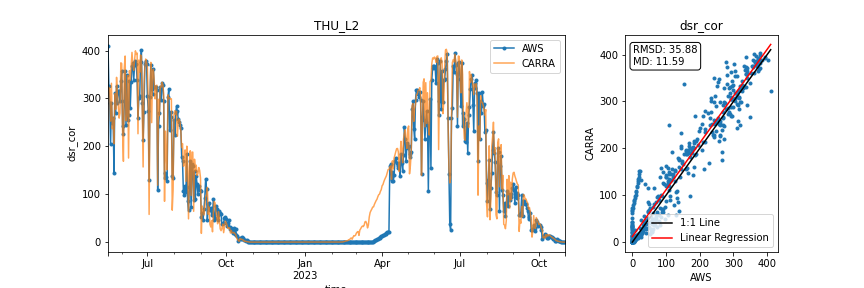 THU_L2
dsr_cor
400
300
200
100
0
dsr_cor
AWS
CARRA
Jul
Oct
Jan
2023
Apr
Jul
Oct
time
RMSD: 35.88
MD: 11.59
400
300
200
100
0
CARRA
1:1 Line
Linear Regression
0
100
200
300
400
AWS